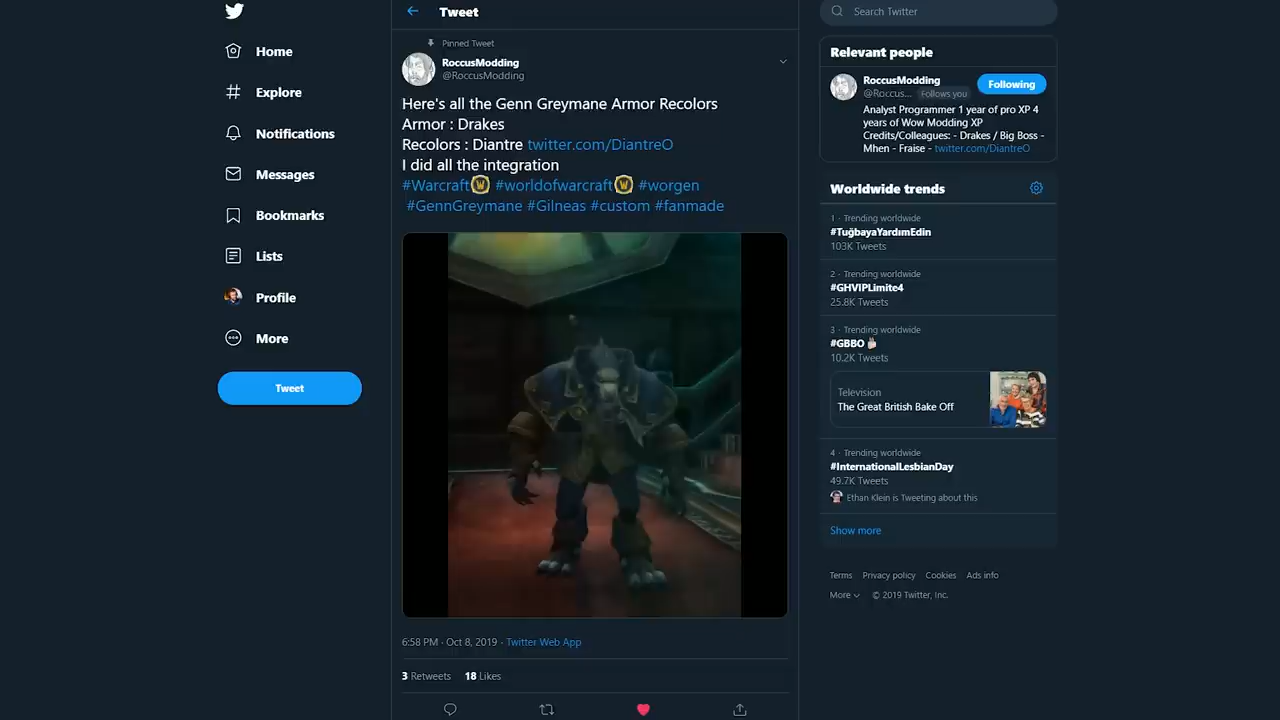 Home
Explore
Notifications
Messages
Bookmarks
Lists
Profile
More
Tweet
Tweet
Pinned Tweet
RoccusModding
@RoccusModding
Here's all the Genn Greymane Armor Recolors
Armor : Drakes
Recolors : Diantre twitter.com/DiantreO
I did all the integration
#Warcraft #worldofwarcraft #worgen
#GennGreymane #Gilneas #custom #fanmade
6:58 PM · Oct 8, 2019 · Twitter Web App
3 Retweets 18 Likes
Search Twitter
Relevant people
RoccusModding
@Roccus... Follows you
Following
Analyst Programmer 1 year of pro XP 4
years of Wow Modding XP
Credits/Colleagues: - Drakes / Big Boss -
Mhen - Fraise - twitter.com/DiantreO
Worldwide trends
1 · Trending worldwide
#TuğbayaYardımEdin
103K Tweets
2 · Trending worldwide
#GHVIPLimite4
25.8K Tweets
3 · Trending worldwide
#GBBO
10.2K Tweets
Television
The Great British Bake Off
4 · Trending worldwide
#InternationalLesbianDay
49.7K Tweets
Ethan Klein is Tweeting about this
Show more
Terms Privacy policy Cookies Ads info
More © 2019 Twitter, Inc.